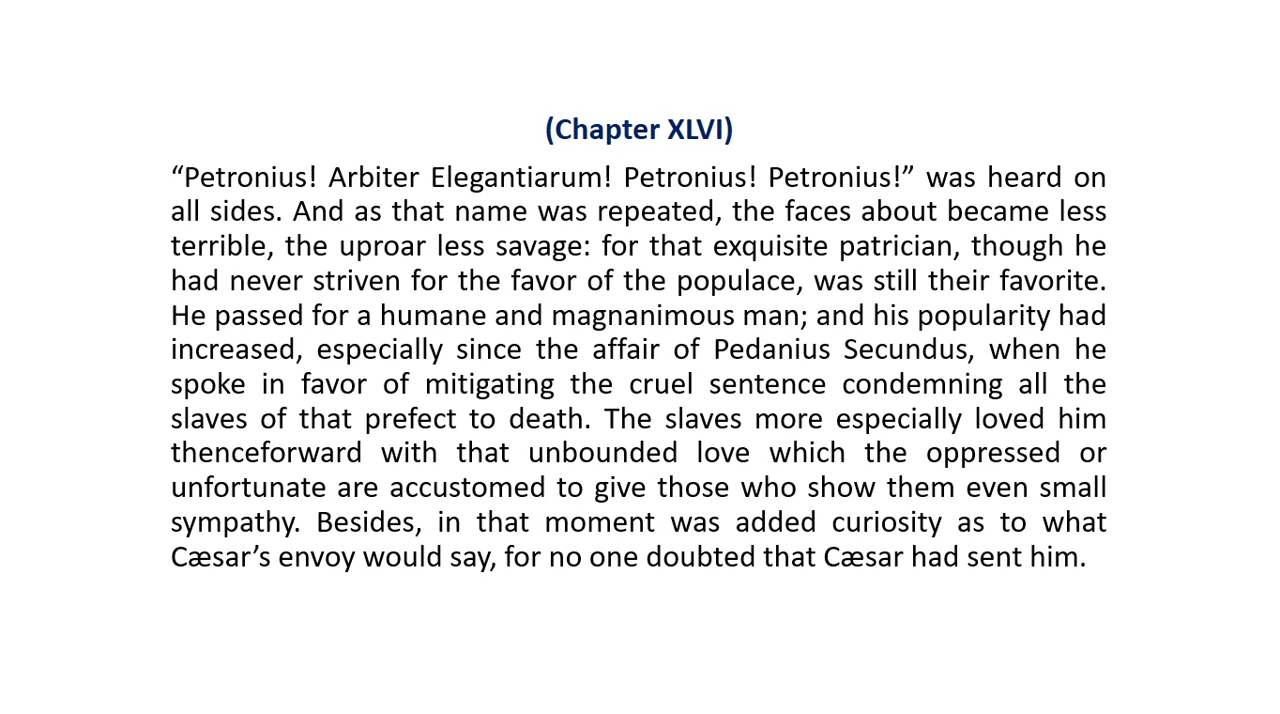 (Chapter XLVI)
“Petronius! Arbiter Elegantiarum! Petronius! Petronius!” was heard on
all sides. And as that name was repeated, the faces about became less
terrible, the uproar less savage: for that exquisite patrician, though he
had never striven for the favor of the populace, was still their favorite.
He passed for a humane and magnanimous man; and his popularity had
increased, especially since the affair of Pedanius Secundus, when he
spoke in favor of mitigating the cruel sentence condemning all the
slaves of that prefect to death. The slaves more especially loved him
thenceforward with that unbounded love which the oppressed or
unfortunate are accustomed to give those who show them even small
sympathy. Besides, in that moment was added curiosity as to what
Cæsar’s envoy would say, for no one doubted that Cæsar had sent him.